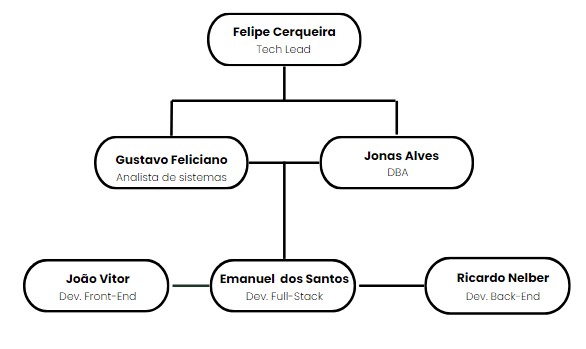 Felipe Cerqueira
Tech Lead
Gustavo Feliciano
Analista de sistemas
Jonas Alves
DBA
João Vitor
Dev. Front-End
Emanuel dos Santos
Dev. Full-Stack
Ricardo Nelber
Dev. Back-End